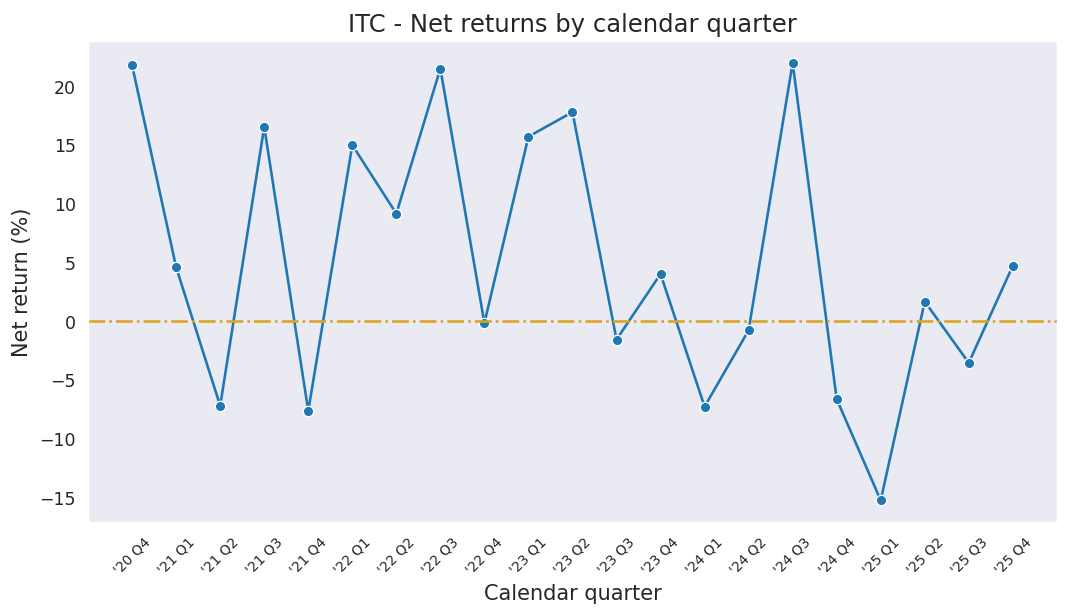 ITC - Net returns by calendar quarter
Net return (%)
20
15
10
5
0
−5
−10
−15
'20 Q4
'21 Q1
'21 Q2
'21 Q3
'21 Q4
'22 Q1
'22 Q2
'22 Q3
'22 Q4
'23 Q1
'23 Q2
'23 Q3
'23 Q4
'24 Q1
'24 Q2
'24 Q3
'24 Q4
'25 Q1
'25 Q2
'25 Q3
'25 Q4
Calendar quarter